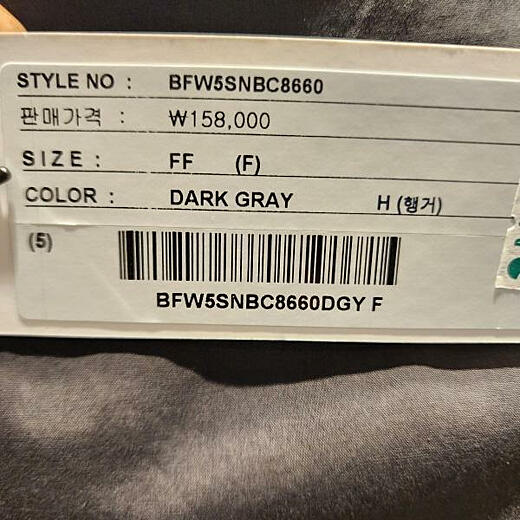 STYLE NO : BFW5SNBC8660
판매가격 : ₩158,000
SIZE : FF (F)
COLOR : DARK GRAY H (행거)
(5)
BFW5SNBC8660DGY F